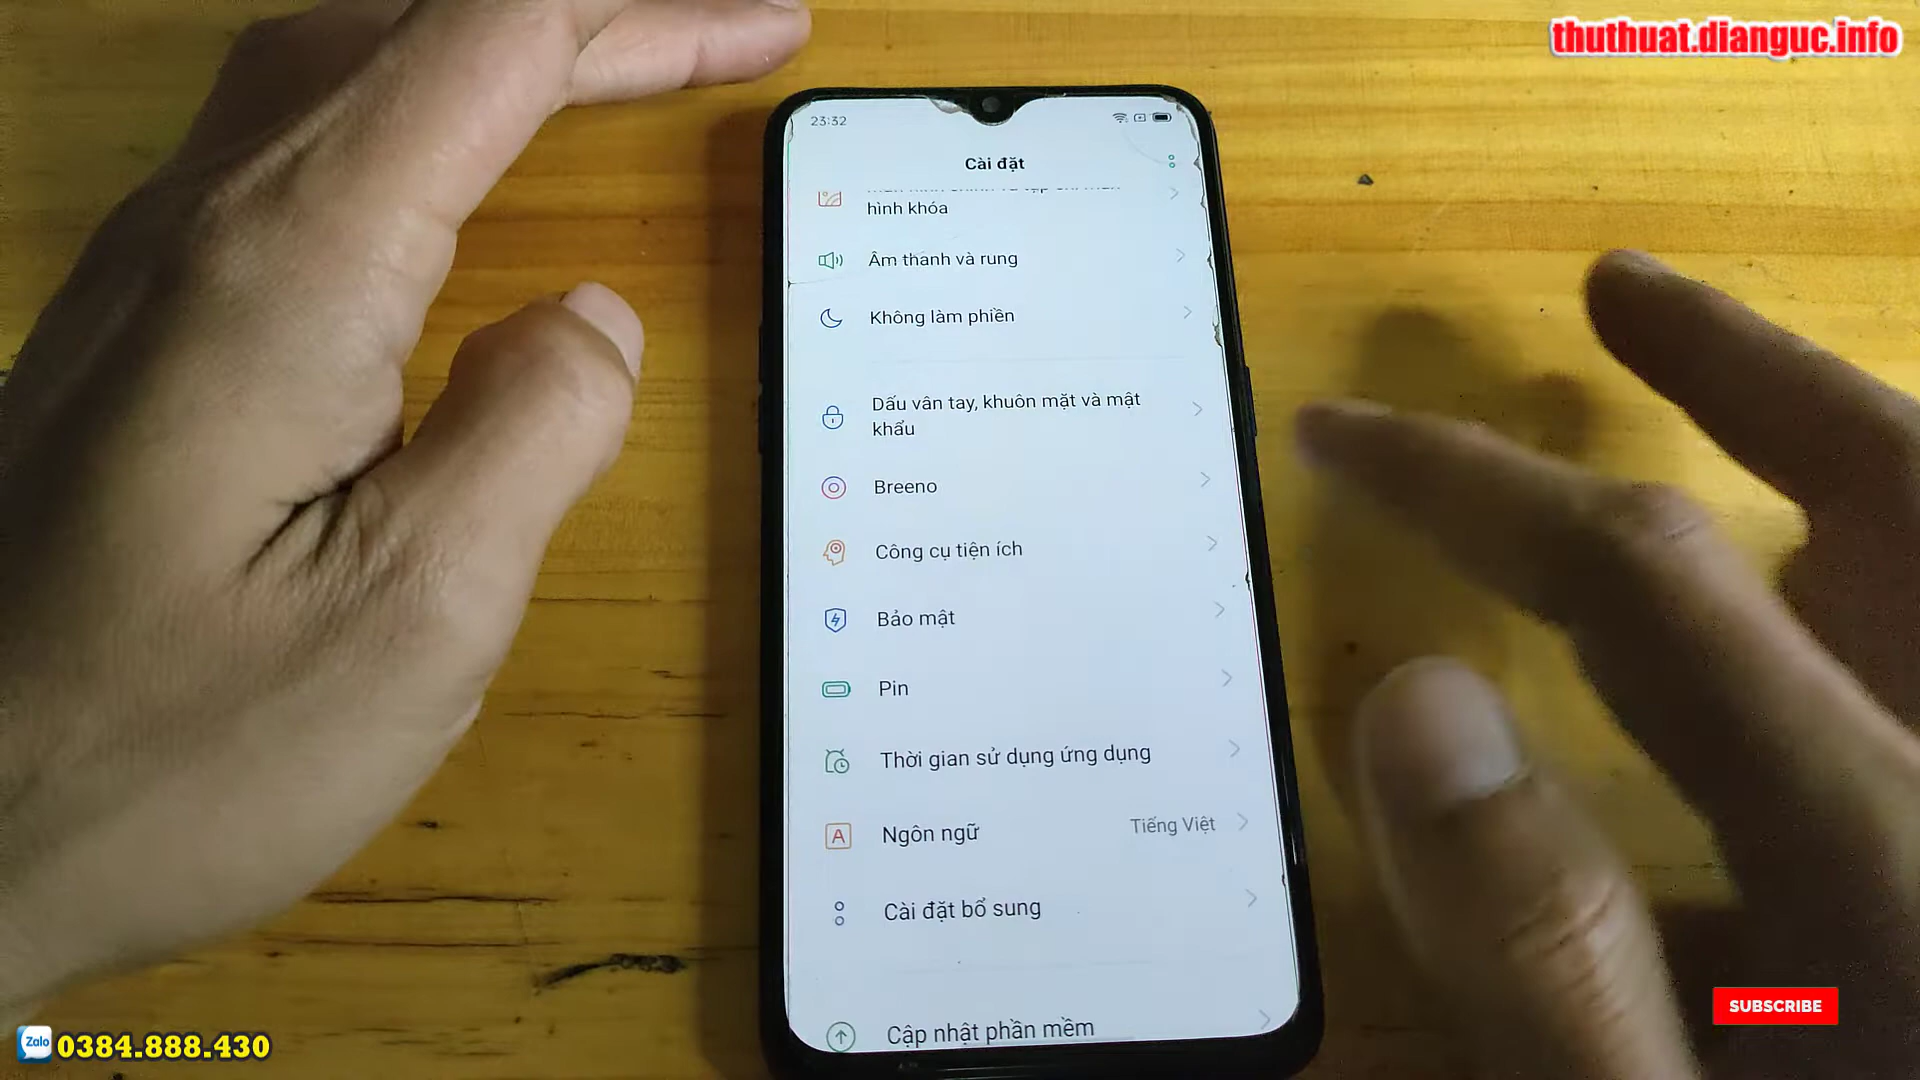 thuthuat.dianguc.info
23:32
Cài đặt
hình khóa
Âm thanh và rung
Không làm phiền
Dấu vân tay, khuôn mặt và mật
khẩu
Breeno
Công cụ tiện ích
Bảo mật
Pin
Thời gian sử dụng ứng dụng
Ngôn ngữ
Tiếng Việt
Cài đặt bổ sung
Cập nhật phần mềm
SUBSCRIBE
Zalo
0384.888.430